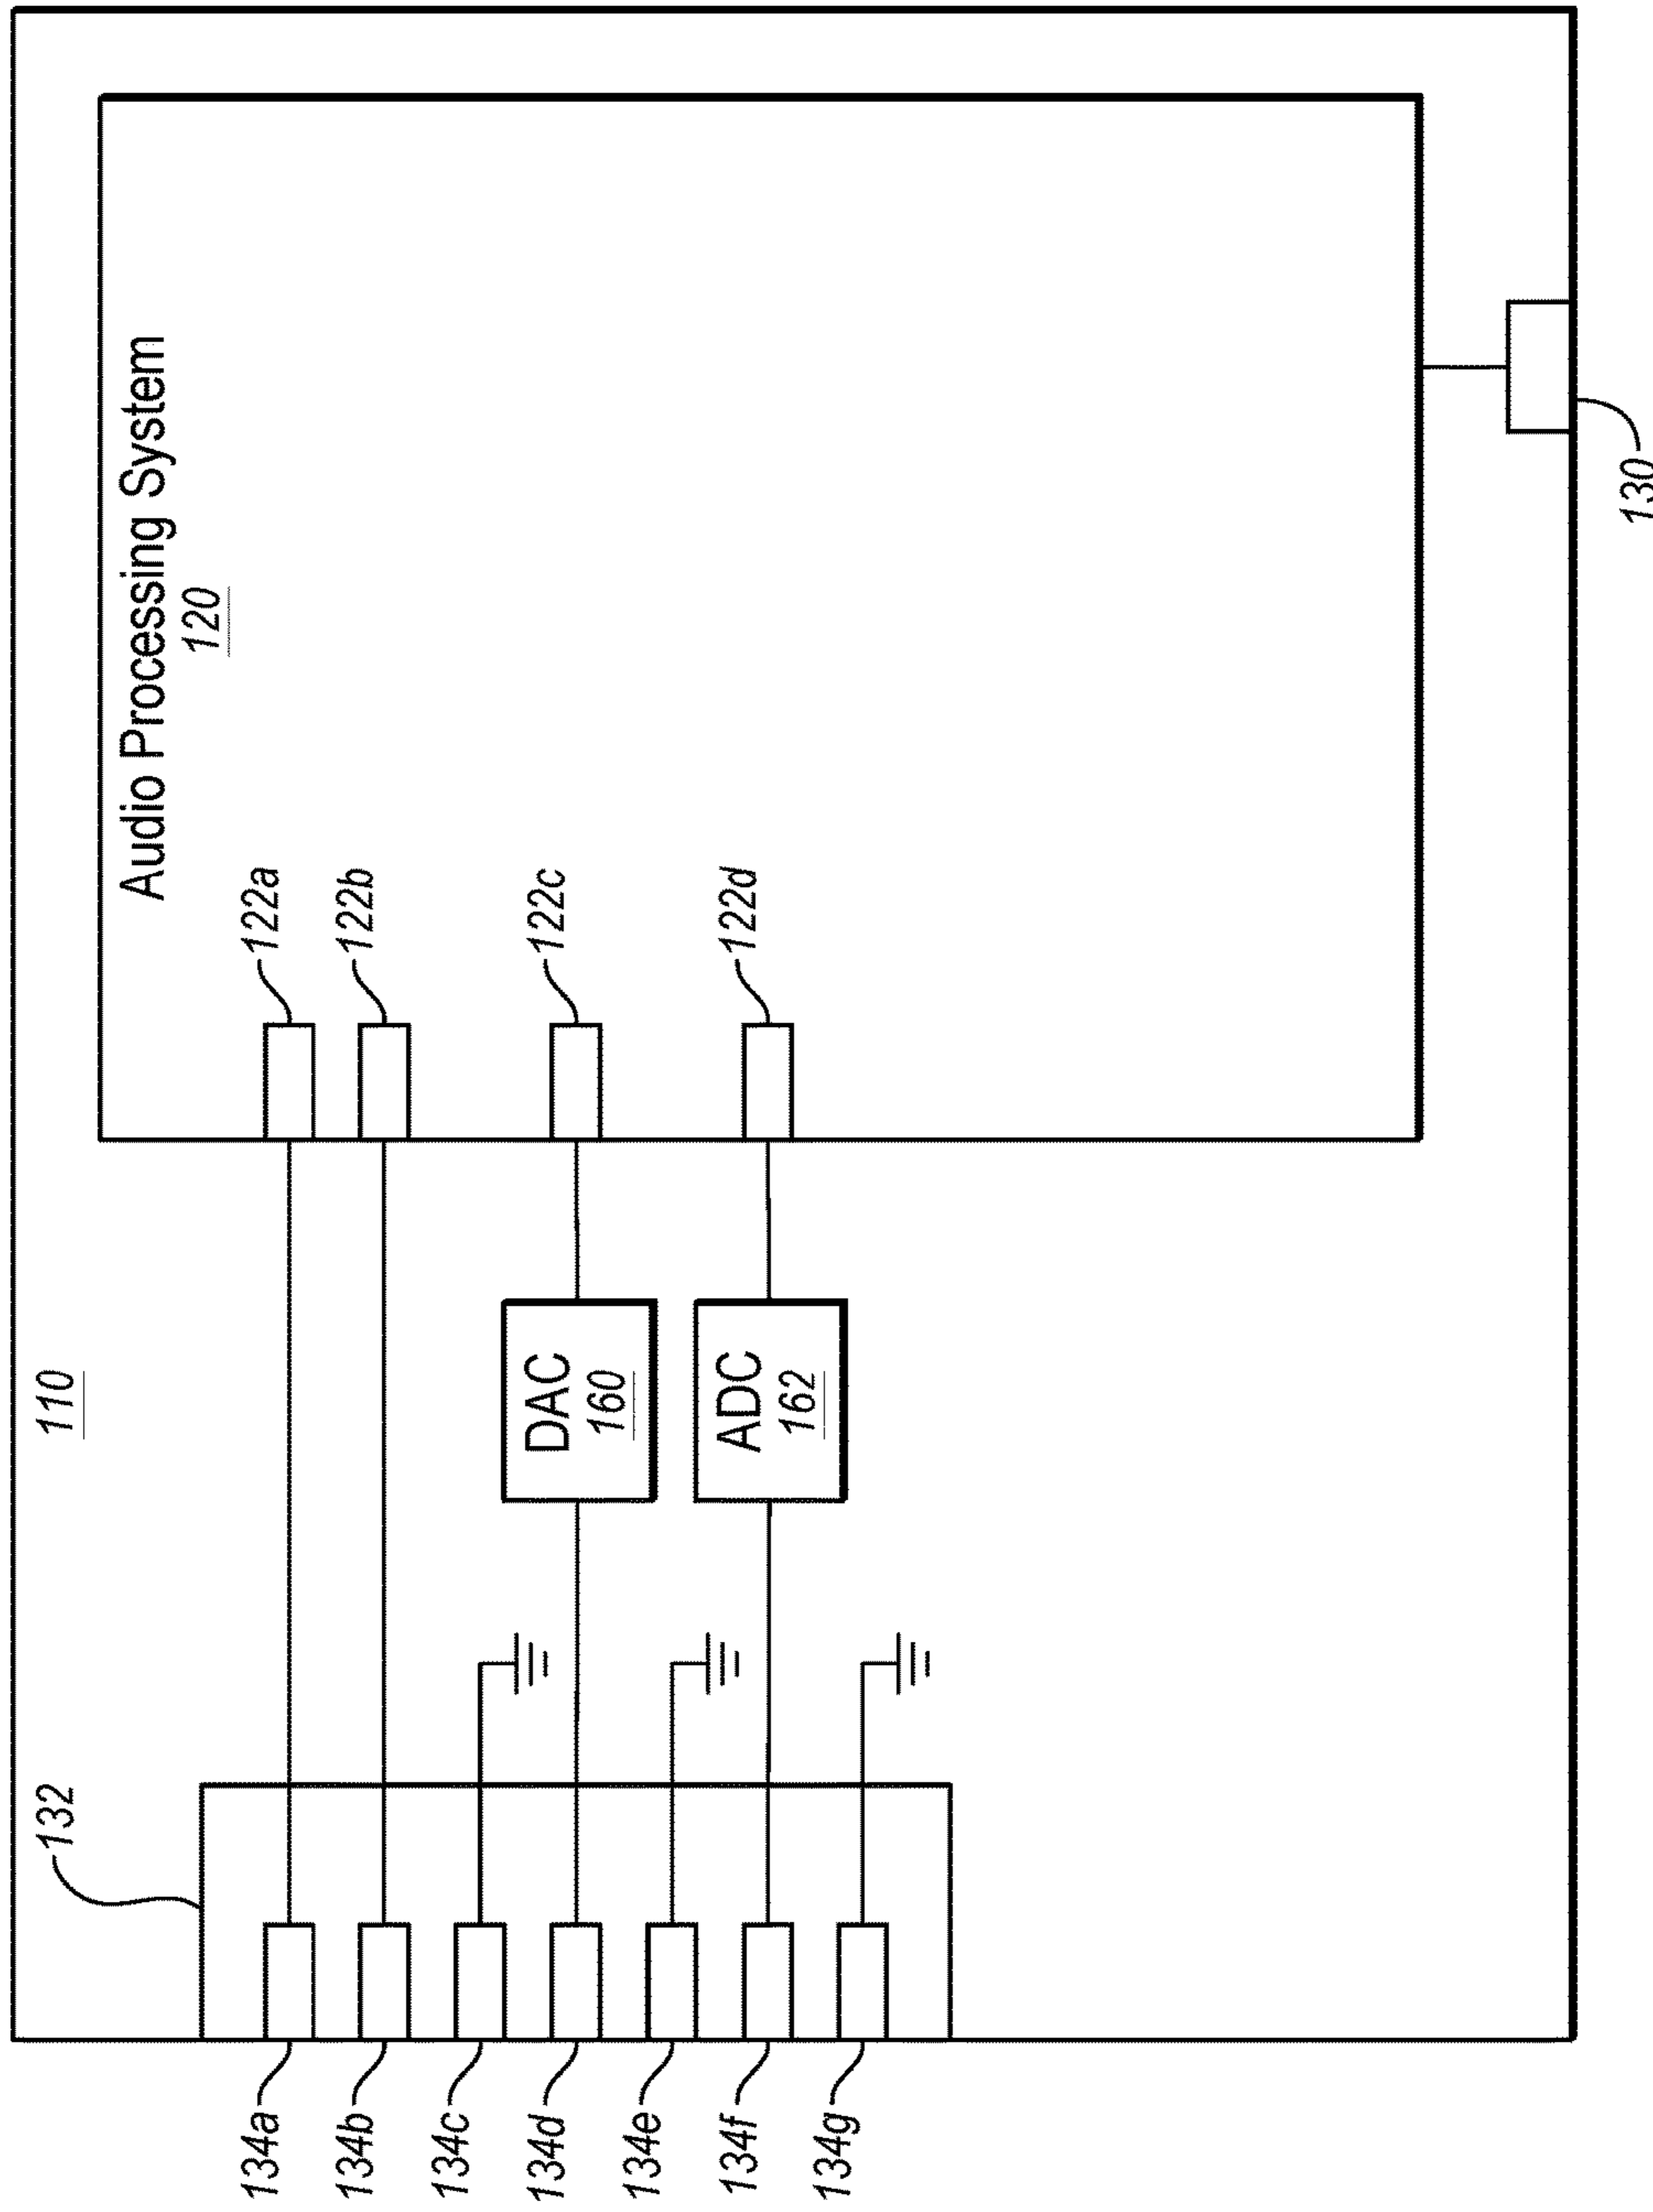 110
Audio Processing System
120
122a
122b
122c
122d
DAC
160
ADC
162
132
134a
134b
134c
134d
134e
134f
134g
130